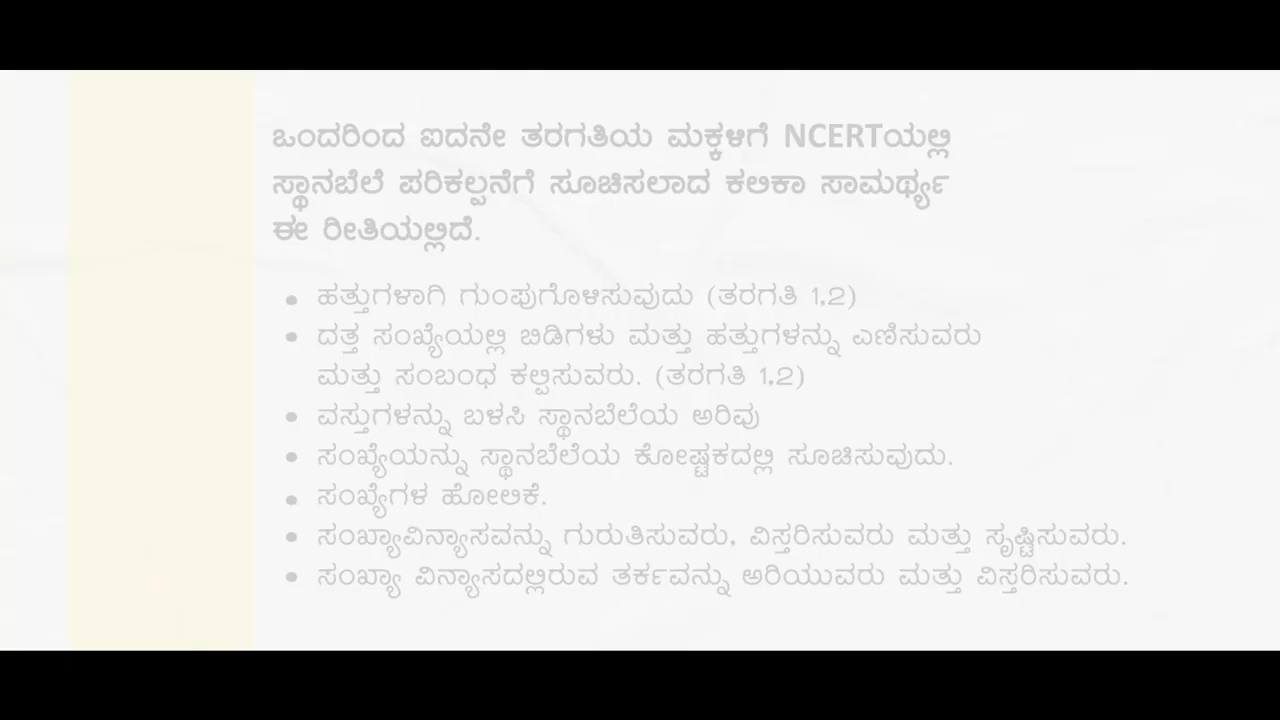 ಒಂದರಿಂದ ಐದನೇ ತರಗತಿಯ ಮಕ್ಕಳಿಗೆ NCERTಯಲ್ಲಿ
ಸ್ಥಾನಬೆಲೆ ಪರಿಕಲ್ಪನೆಗೆ ಸೂಚಿಸಲಾದ ಕಲಿಕಾ ಸಾಮರ್ಥ್ಯ
ಈ ರೀತಿಯಲ್ಲಿದೆ.
• ಹತ್ತುಗಳಾಗಿ ಗುಂಪುಗೊಳಿಸುವುದು (ತರಗತಿ 1,2)
• ದತ್ತ ಸಂಖ್ಯೆಯಲ್ಲಿ ಬಿಡಿಗಳು ಮತ್ತು ಹತ್ತುಗಳನ್ನು ಎಣಿಸುವರು
ಮತ್ತು ಸಂಬಂಧ ಕಲ್ಪಿಸುವರು. (ತರಗತಿ 1,2)
• ವಸ್ತುಗಳನ್ನು ಬಳಸಿ ಸ್ಥಾನಬೆಲೆಯ ಅರಿವು
• ಸಂಖ್ಯೆಯನ್ನು ಸ್ಥಾನಬೆಲೆಯ ಕೋಷ್ಟಕದಲ್ಲಿ ಸೂಚಿಸುವುದು.
• ಸಂಖ್ಯೆಗಳ ಹೋಲಿಕೆ.
• ಸಂಖ್ಯಾವಿನ್ಯಾಸವನ್ನು ಗುರುತಿಸುವರು, ವಿಸ್ತರಿಸುವರು ಮತ್ತು ಸೃಷ್ಟಿಸುವರು.
• ಸಂಖ್ಯಾ ವಿನ್ಯಾಸದಲ್ಲಿರುವ ತರ್ಕವನ್ನು ಅರಿಯುವರು ಮತ್ತು ವಿಸ್ತರಿಸುವರು.